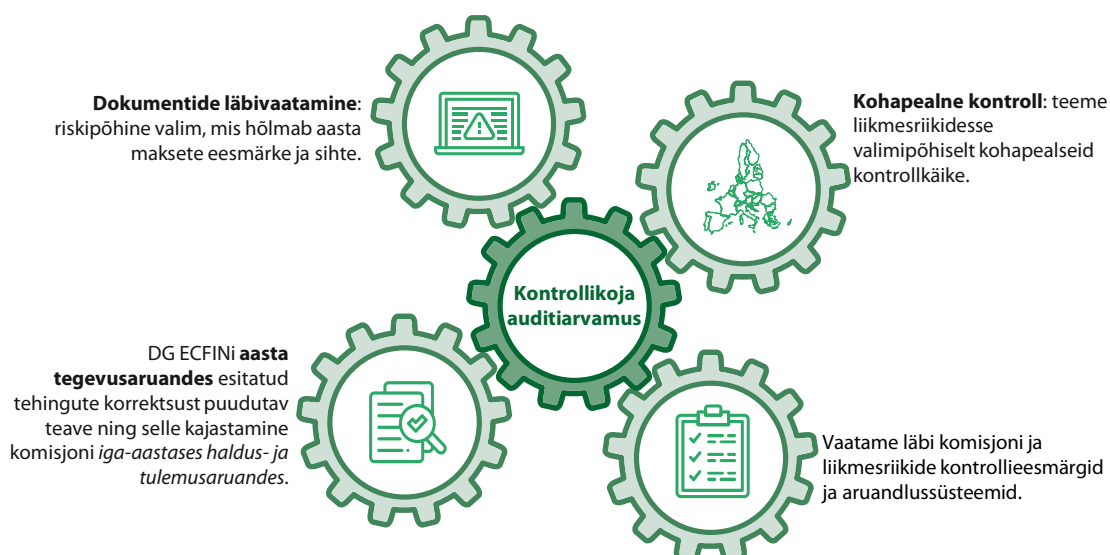 Dokumentide läbivaatamine:
riskipõhine valim, mis hõlmab aasta
maksete eesmärke ja sihte.
Kohapealne kontroll: teeme
liikmesriikidesse
valimipõhiselt kohapealseid
kontrollkäike.
Kontrollikoja
auditiarvamus
DG ECFINi aasta
tegevusaruandes esitatud
tehingute korrektsust puudutav
teave ning selle kajastamine
komisjoni iga-aastases haldus- ja
tulemusaruandes.
Vaatame läbi komisjoni ja
liikmesriikide kontrollieesmärgid
ja aruandlussüsteemid.